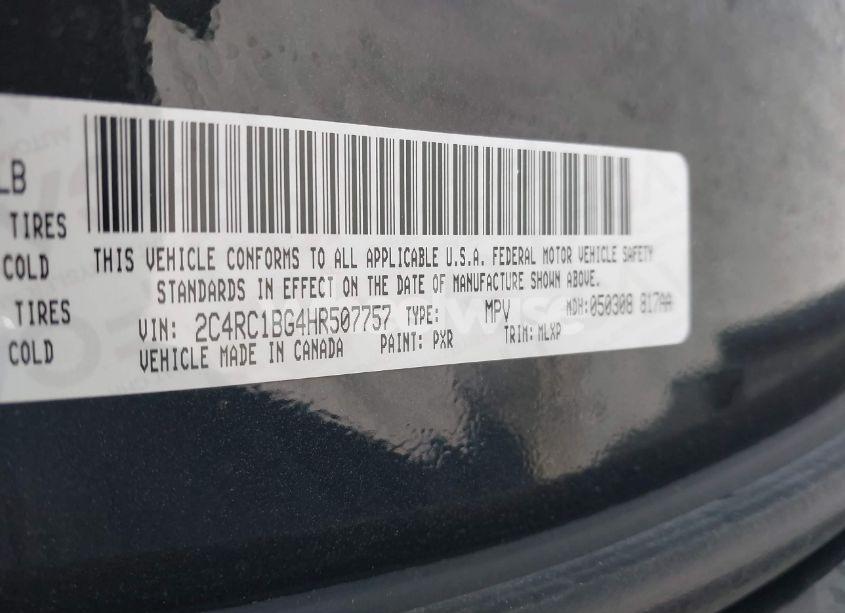 LB
TIRES
COLD
TIRES
COLD
THIS VEHICLE CONFORMS TO ALL APPLICABLE U.S.A. FEDERAL MOTOR VEHICLE SAFETY
STANDARDS IN EFFECT ON THE DATE OF MANUFACTURE SHOWN ABOVE.
VIN: 2C4RC1BG4HR507757 TYPE: MPV MDH:050308 817AA
VEHICLE MADE IN CANADA PAINT: PXR TRIM: MLXP